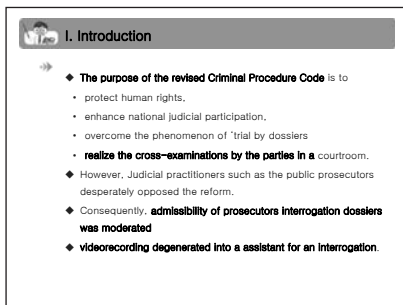 I. Introduction
◆ The purpose of the revised Criminal Procedure Code is to
• protect human rights,
• enhance national judicial participation,
• overcome the phenomenon of 'trial by dossiers
• realize the cross-examinations by the parties in a courtroom.
◆ However, Judicial practitioners such as the public prosecutors
desperately opposed the reform.
◆ Consequently, admissibility of prosecutors interrogation dossiers
was moderated
◆ videorecording degenerated into a assistant for an interrogation.